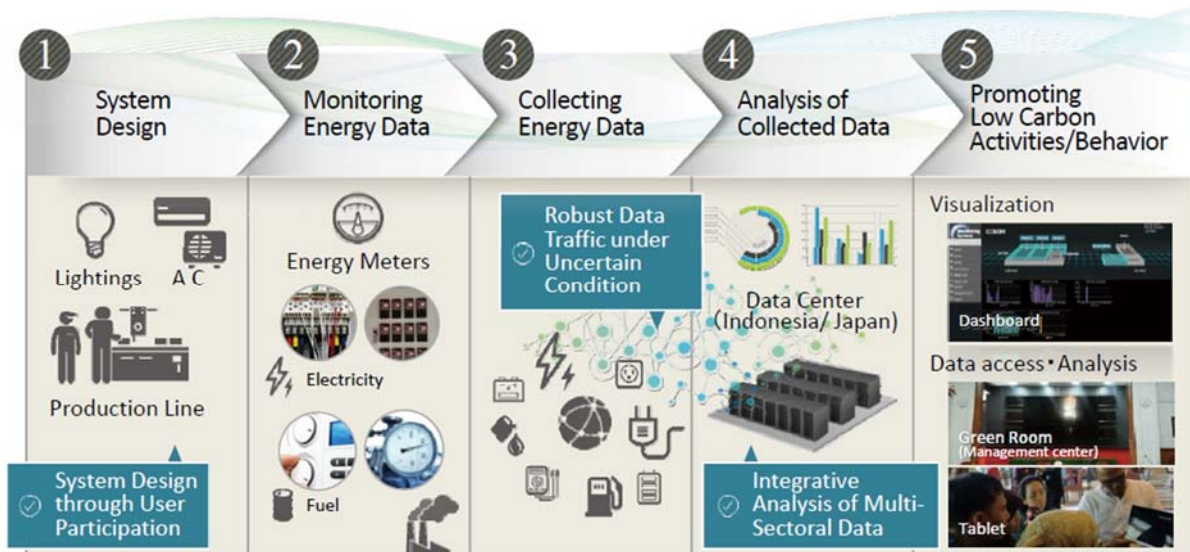 1
System
Design
2
Monitoring
Energy Data
3
Collecting
Energy Data
4
Analysis of
Collected Data
5
Promoting
Low Carbon
Activities/Behavior
Lightings
A C
Production Line
System Design
through User
Participation
Energy Meters
Electricity
Fuel
Robust Data
Traffic under
Uncertain
Condition
Data Center
(Indonesia/ Japan)
Integrative
Analysis of Multi-
Sectoral Data
Visualization
Dashboard
Data access・Analysis
Green Room
(Management center)
Tablet